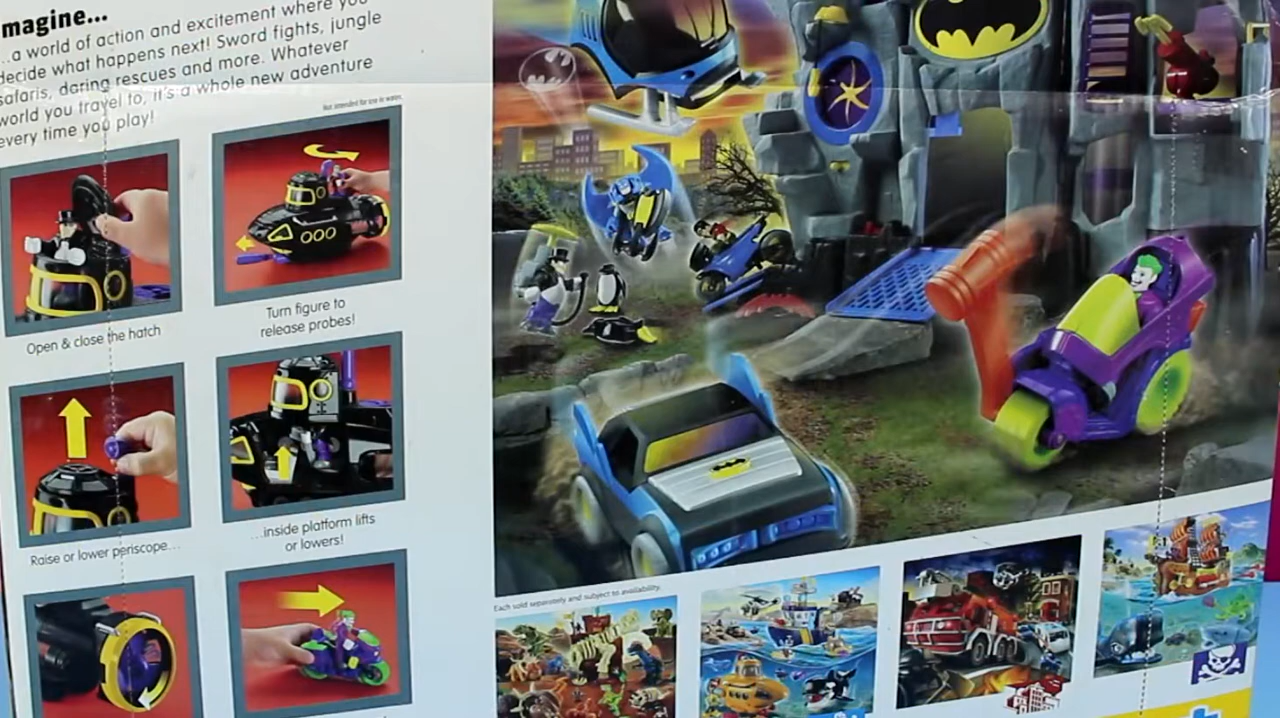 magine...
...a world of action and excitement where you
decide what happens next! Sword fights, jungle
safaris, daring rescues and more. Whatever
world you travel to, it's a whole new adventure
every time you play!
Not intended for use in water.
Open & close the hatch
Turn figure to
release probes!
Raise or lower periscope...
...inside platform lifts
or lowers!
Each sold separately and subject to availability.